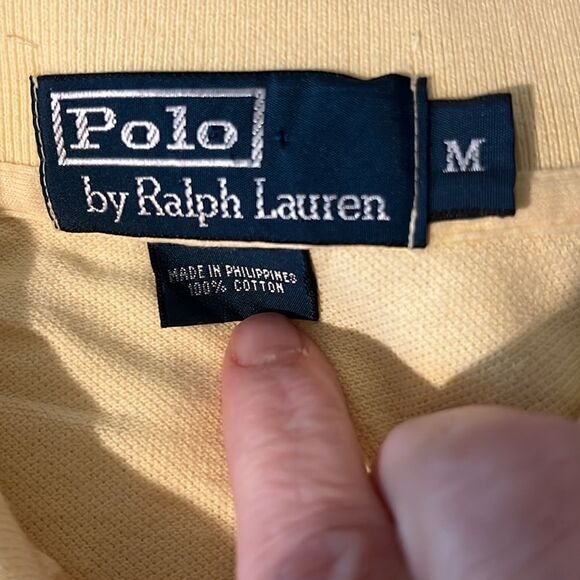 Polo
by Ralph Lauren
M
MADE IN PHILIPPINES
100% COTTON